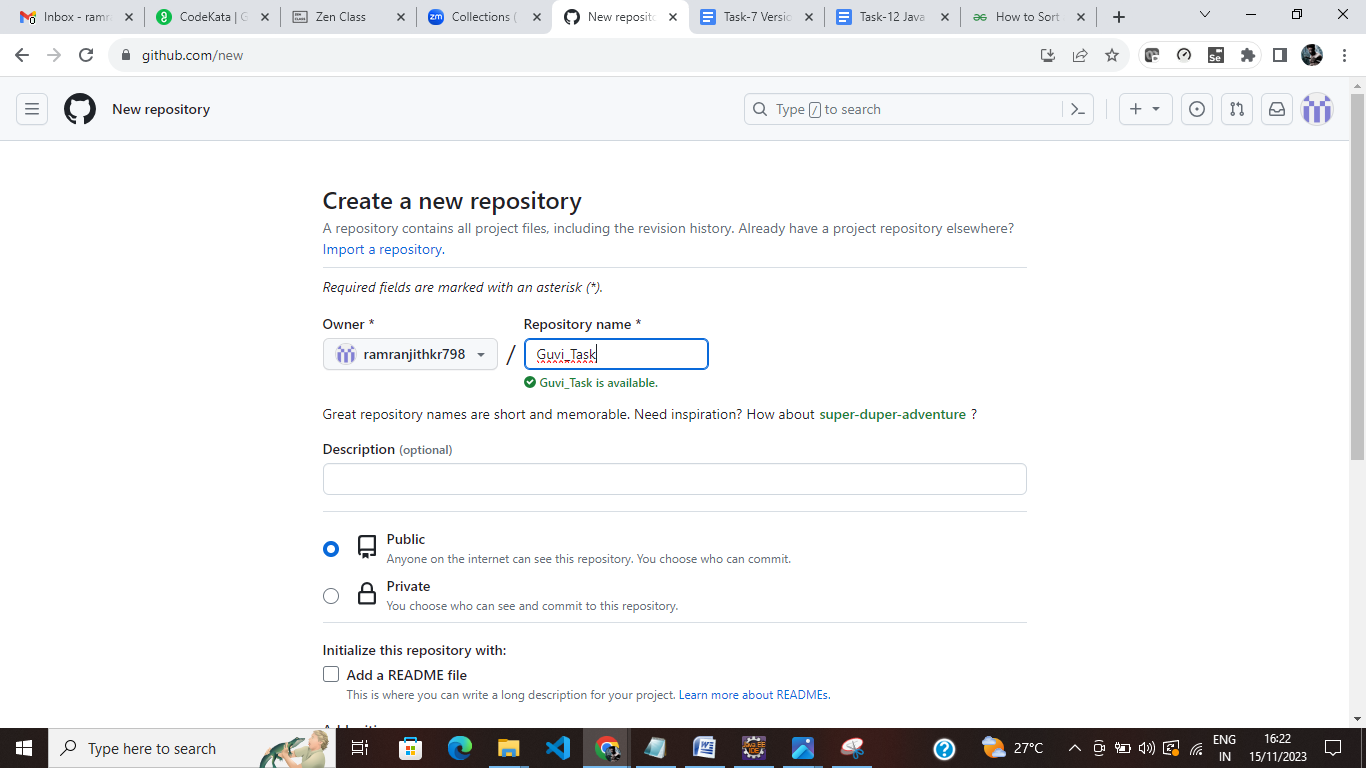 Inbox - ramr
CodeKata | G
Zen Class
Collections (
New reposito
Task-7 Versio
Task-12 Java
How to Sort
github.com/new
New repository
Type / to search
Create a new repository
A repository contains all project files, including the revision history. Already have a project repository elsewhere?
Import a repository.
Required fields are marked with an asterisk (*).
Owner *
Repository name *
ramranjithkr798
/
Guvi_Task
Guvi_Task is available.
Great repository names are short and memorable. Need inspiration? How about super-duper-adventure ?
Description (optional)
Public
Anyone on the internet can see this repository. You choose who can commit.
Private
You choose who can see and commit to this repository.
Initialize this repository with:
Add a README file
This is where you can write a long description for your project. Learn more about READMEs.
Type here to search
27°C
ENG
IN
16:22
15/11/2023